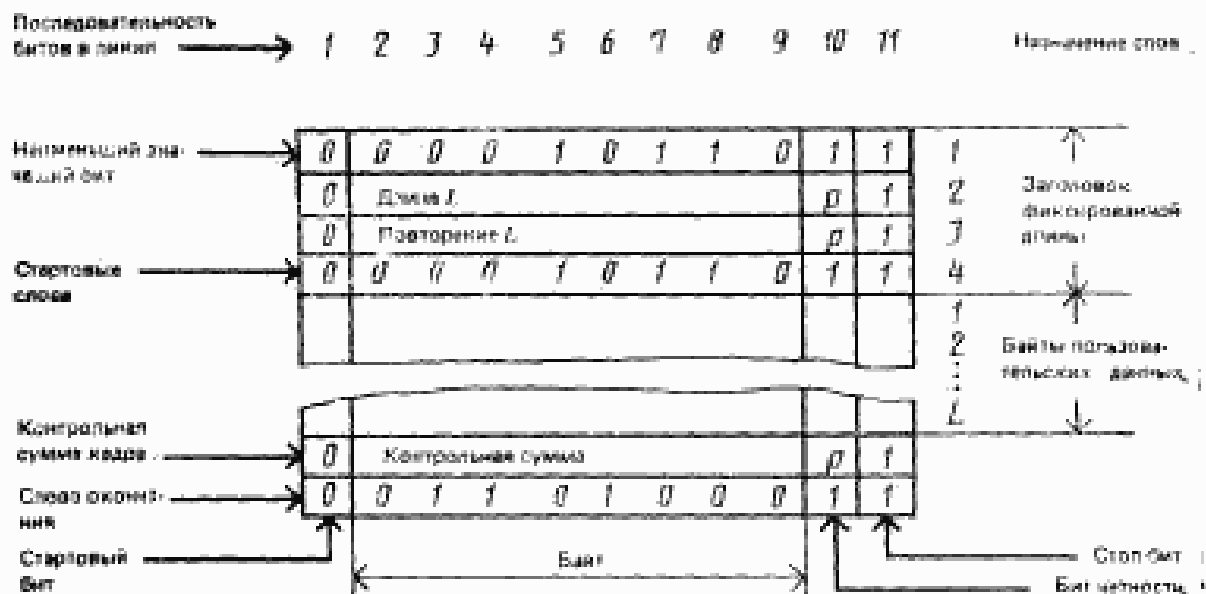 Последовательность
битов в линии 1 2 3 4 5 6 7 8 9 10 11 Назначение слов
Наименьший зна-
чащий бит 0 0 0 0 1 0 1 1 0 1 1 1
0 Длина L p 1 2 Заголовок
фиксированной
0 Повторение L p 1 3 длины
Стартовые
слова 0 0 0 0 1 0 1 1 0 1 1 4
1
2 Байты пользова-
тельских данных,
L
Контрольная
сумма кадра 0 Контрольная сумма p 1
Слово оконча-
ния 0 0 1 1 0 1 0 0 0 1 1
Стартовый
бит Байт Стоп бит
Бит четности,